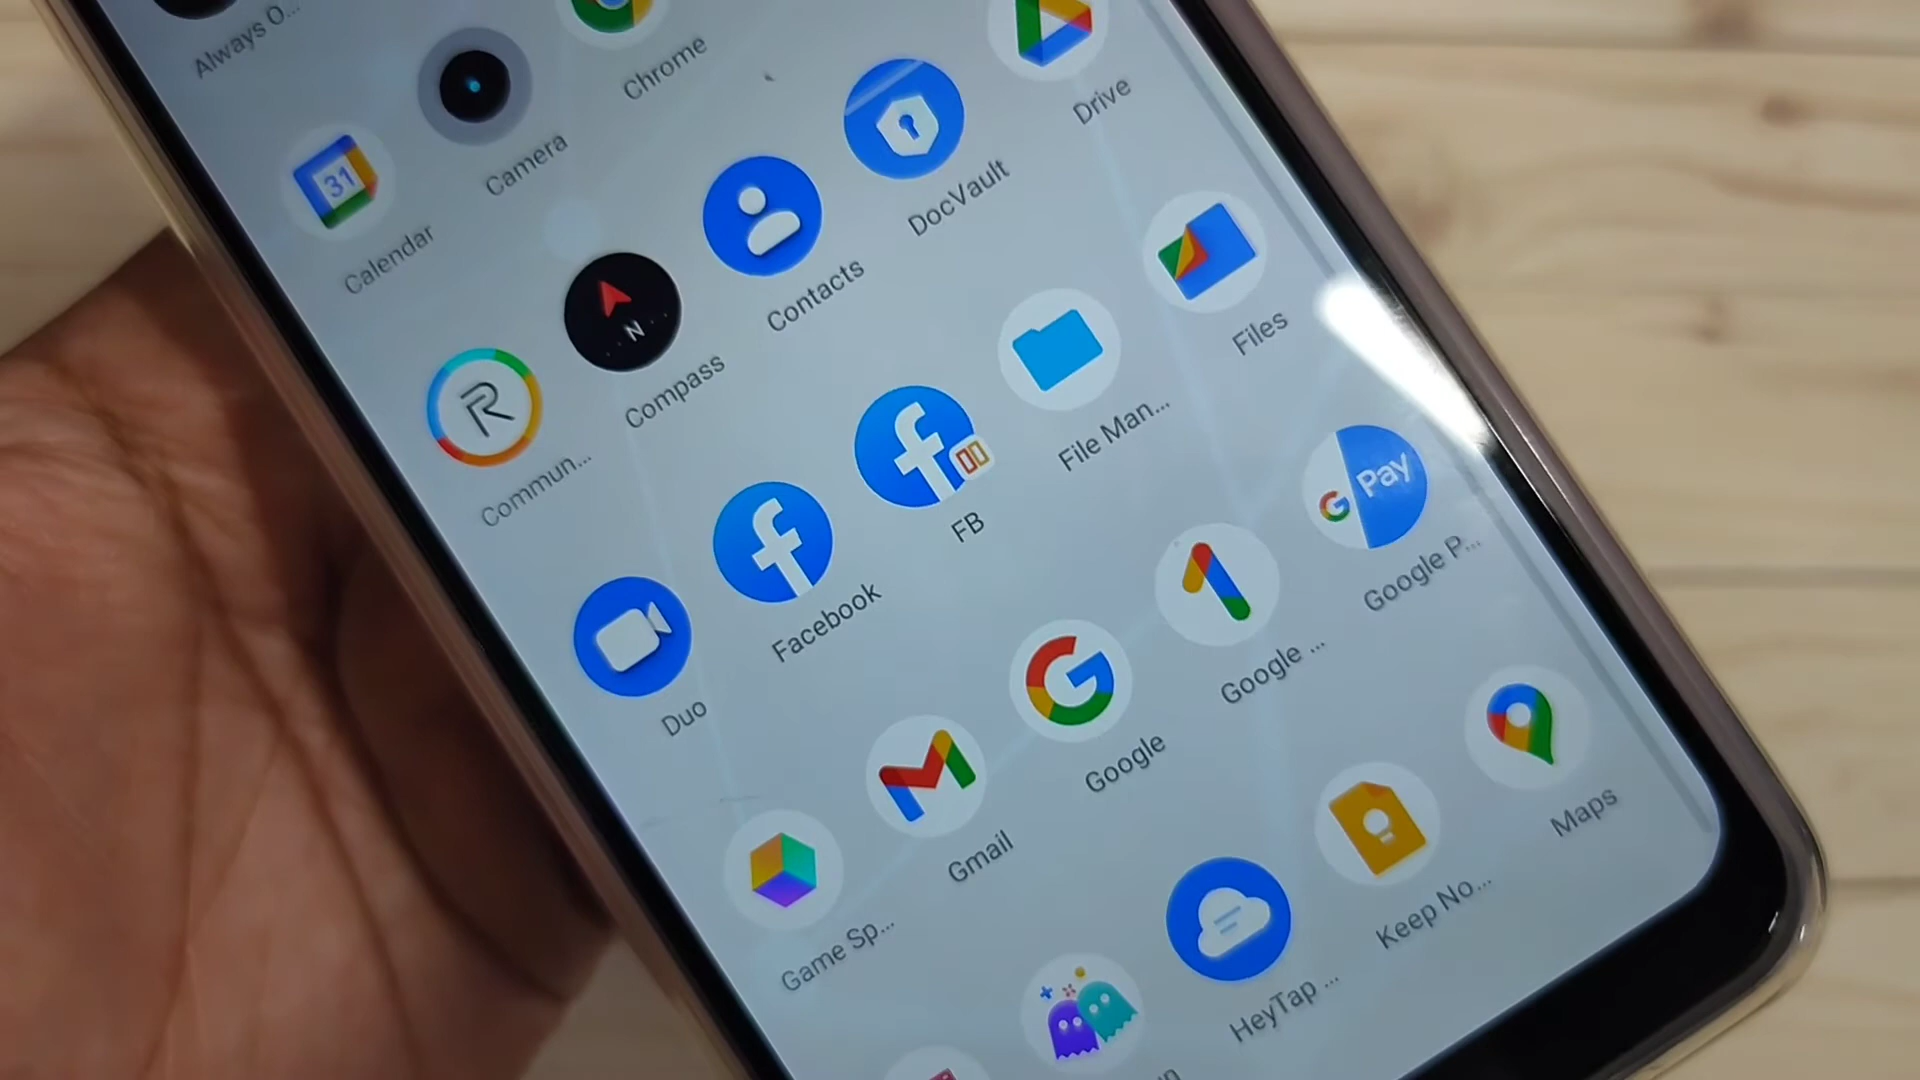 Always O...
Calendar
31
Camera
Chrome
Commun...
R
Compass
N
Contacts
DocVault
Drive
Duo
Facebook
FB
File Man...
Files
Game Sp...
Gmail
Google
Google ...
Google P...
G Pay
HeyTap ...
Keep No...
Maps